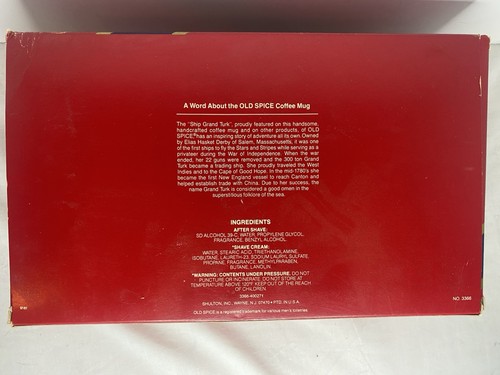 A Word About the OLD SPICE Coffee Mug
The "Ship Grand Turk", proudly featured on this handsome,
handcrafted coffee mug and on other products, of OLD
SPICE® has an inspiring story of adventure all its own. Owned
by Elias Hasket Derby of Salem, Massachusetts, it was one
of the first ships to fly the Stars and Stripes while serving as a
privateer during the War of Independence. When the war
ended, her 22 guns were removed and the 300 ton Grand
Turk became a trading ship. She proudly traveled the West
Indies and to the Cape of Good Hope. In the mid-1780's she
became the first New England vessel to reach Canton and
helped establish trade with China. Due to her success, the
name Grand Turk is considered a good omen in the
superstitious folklore of the sea.
INGREDIENTS
AFTER SHAVE:
SD ALCOHOL 39-C, WATER, PROPYLENE GLYCOL,
FRAGRANCE, BENZYL ALCOHOL.
*SHAVE CREAM:
WATER, STEARIC ACID, TRIETHANOLAMINE,
ISOBUTANE, LAURETH-23, SODIUM LAURYL SULFATE,
PROPANE, FRAGRANCE, METHYLPARABEN,
BUTANE, LANOLIN
*WARNING: CONTENTS UNDER PRESSURE. DO NOT
PUNCTURE OR INCINERATE. DO NOT STORE AT
TEMPERATURE ABOVE 120°F. KEEP OUT OF THE REACH
OF CHILDREN.
3366-400271
SHULTON, INC., WAYNE, N.J. 07470 • PTD. IN U.S.A.
OLD SPICE is a registered trademark for various men's toiletries.
NO. 3366